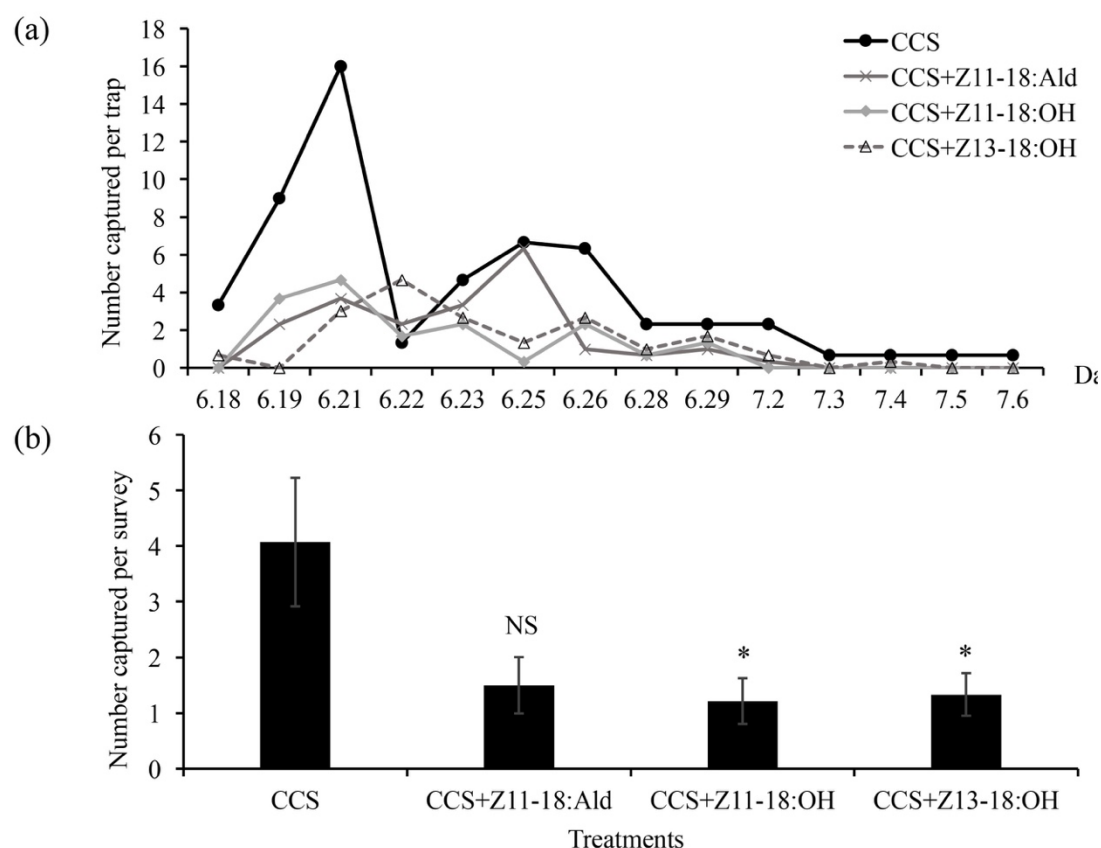 (a)
Number captured per trap
18
16
14
12
10
8
6
4
2
0
CCS
CCS+Z11-18:Ald
CCS+Z11-18:OH
CCS+Z13-18:OH
6.18 6.19 6.21 6.22 6.23 6.25 6.26 6.28 6.29 7.2 7.3 7.4 7.5 7.6
Da
(b)
Number captured per survey
6
5
4
3
2
1
0
NS
*
*
CCS CCS+Z11-18:Ald CCS+Z11-18:OH CCS+Z13-18:OH
Treatments